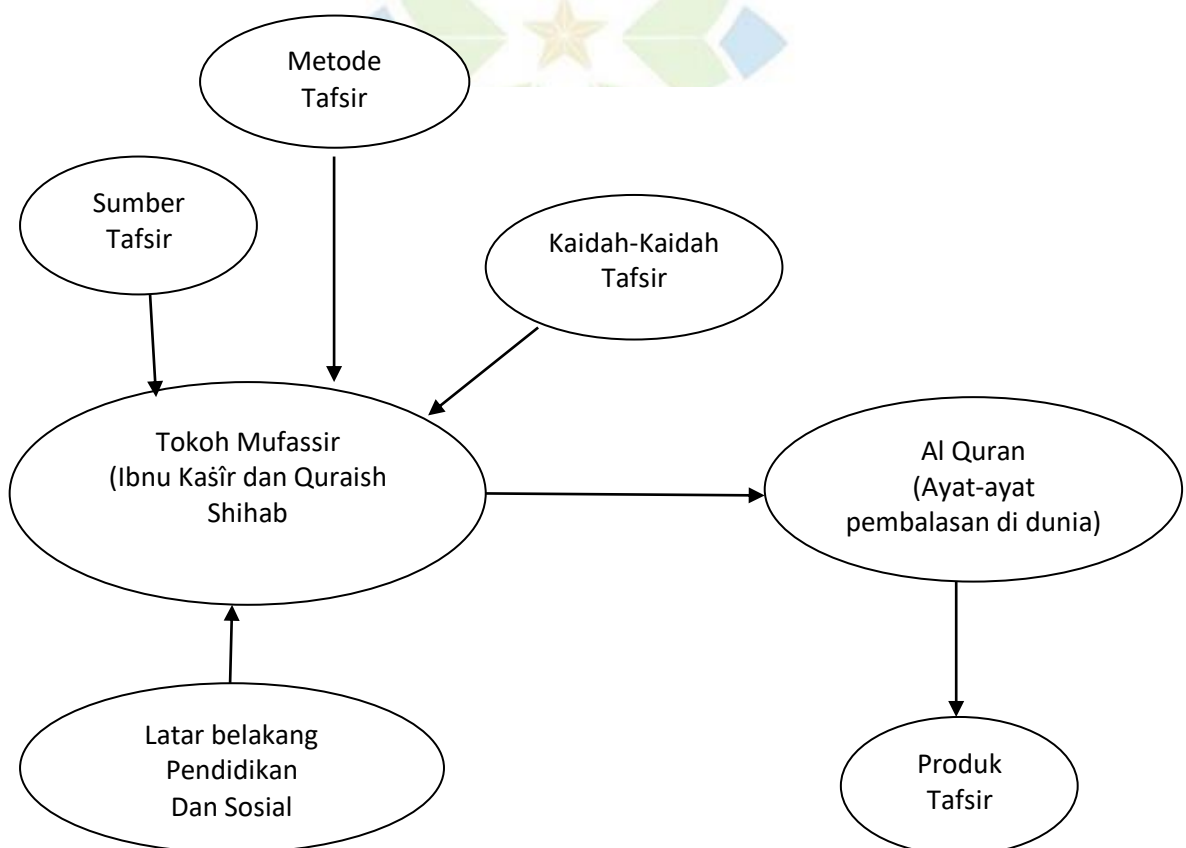 Metode
Tafsir
Sumber
Tafsir
Kaidah-Kaidah
Tafsir
Tokoh Mufassir
(Ibnu Kaṡîr dan Quraish
Shihab
Al Quran
(Ayat-ayat
pembalasan di dunia)
Latar belakang
Pendidikan
Dan Sosial
Produk
Tafsir